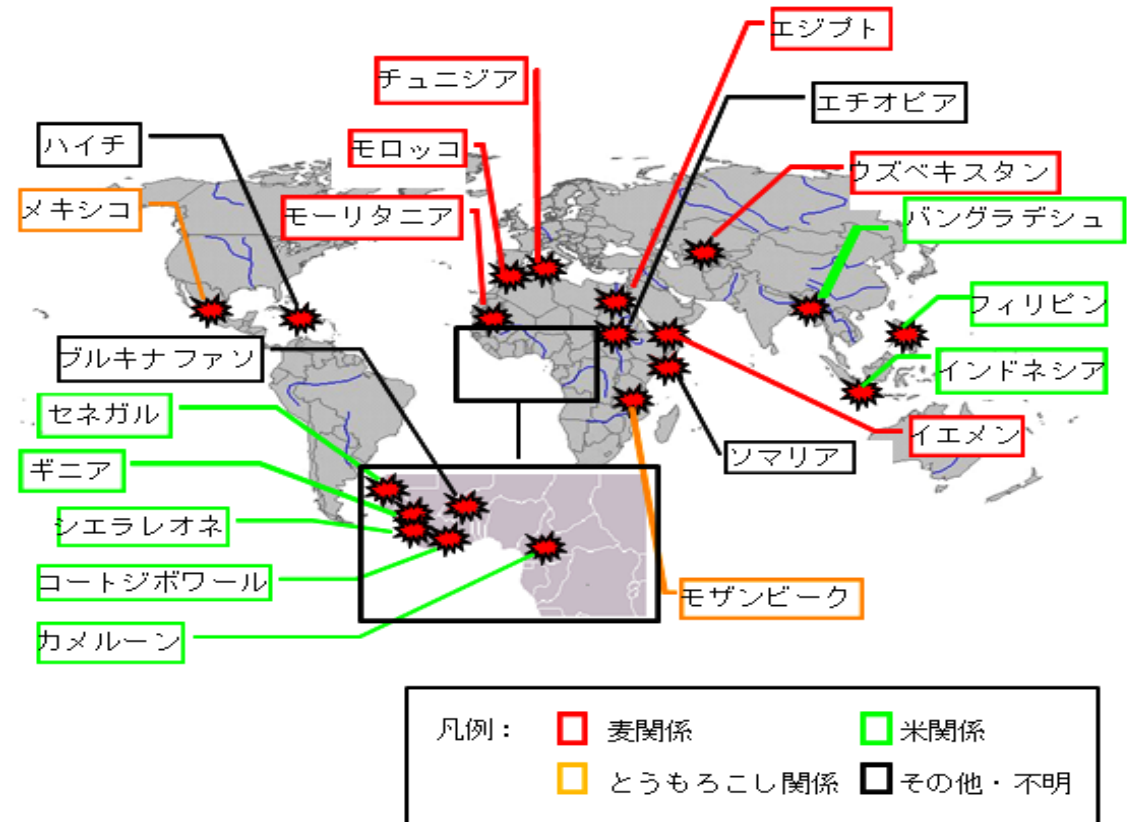 エジプト
チュニジア
エチオピア
ハイチ
モロッコ
ウズベキスタン
メキシコ
モーリタニア
バングラデシュ
フィリピン
ブルキナファソ
インドネシア
セネガル
イエメン
ソマリア
ギニア
シエラレオネ
コートジボワール
モザンビーク
カメルーン
凡例： 麦関係 米関係
とうもろこし関係 その他・不明